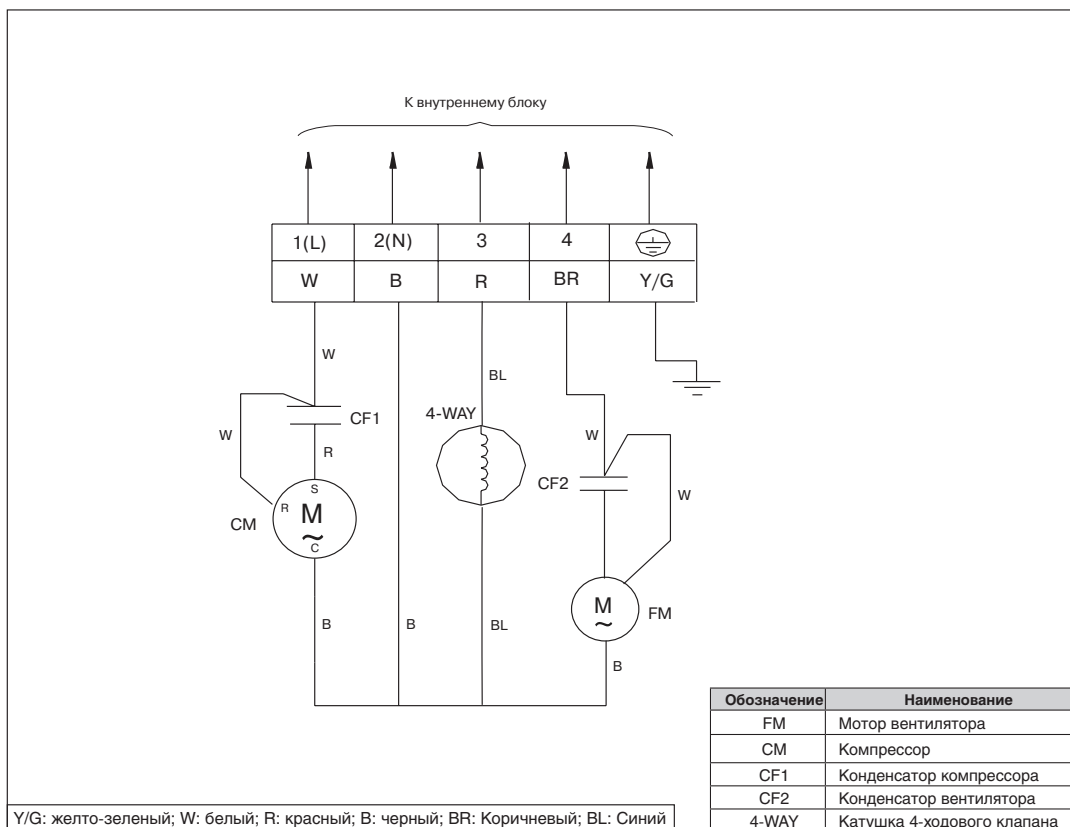 К внутреннему блоку
1(L) 2(N) 3 4
W B R BR Y/G
W
BL
4-WAY
CF1
W
R
W
CF2
W
S
R
M
~
C
CM
M
~
FM
B
B
BL
B
Обозначение Наименование
FM Мотор вентилятора
CM Компрессор
CF1 Конденсатор компрессора
CF2 Конденсатор вентилятора
4-WAY Катушка 4-ходового клапана
Y/G: желто-зеленый; W: белый; R: красный; B: черный; BR: Коричневый; BL: Синий